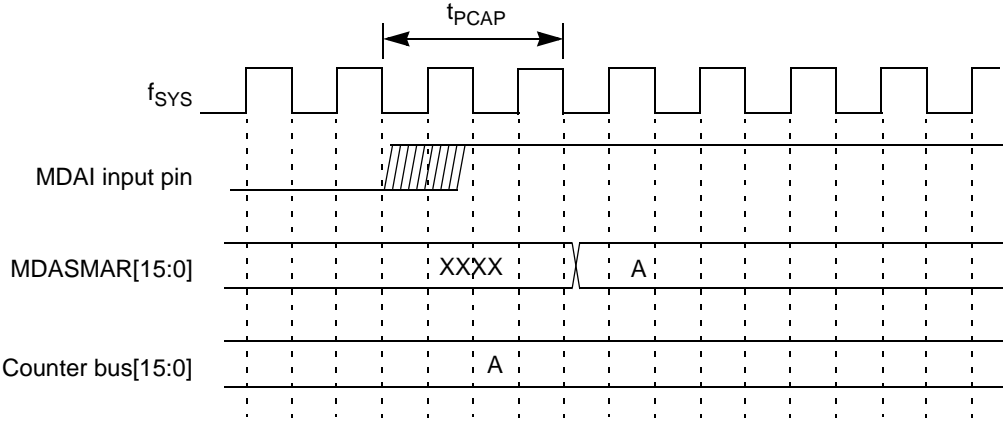 tPCAP
fSYS
MDAI input pin
MDASMAR[15:0]
XXXX
A
Counter bus[15:0]
A